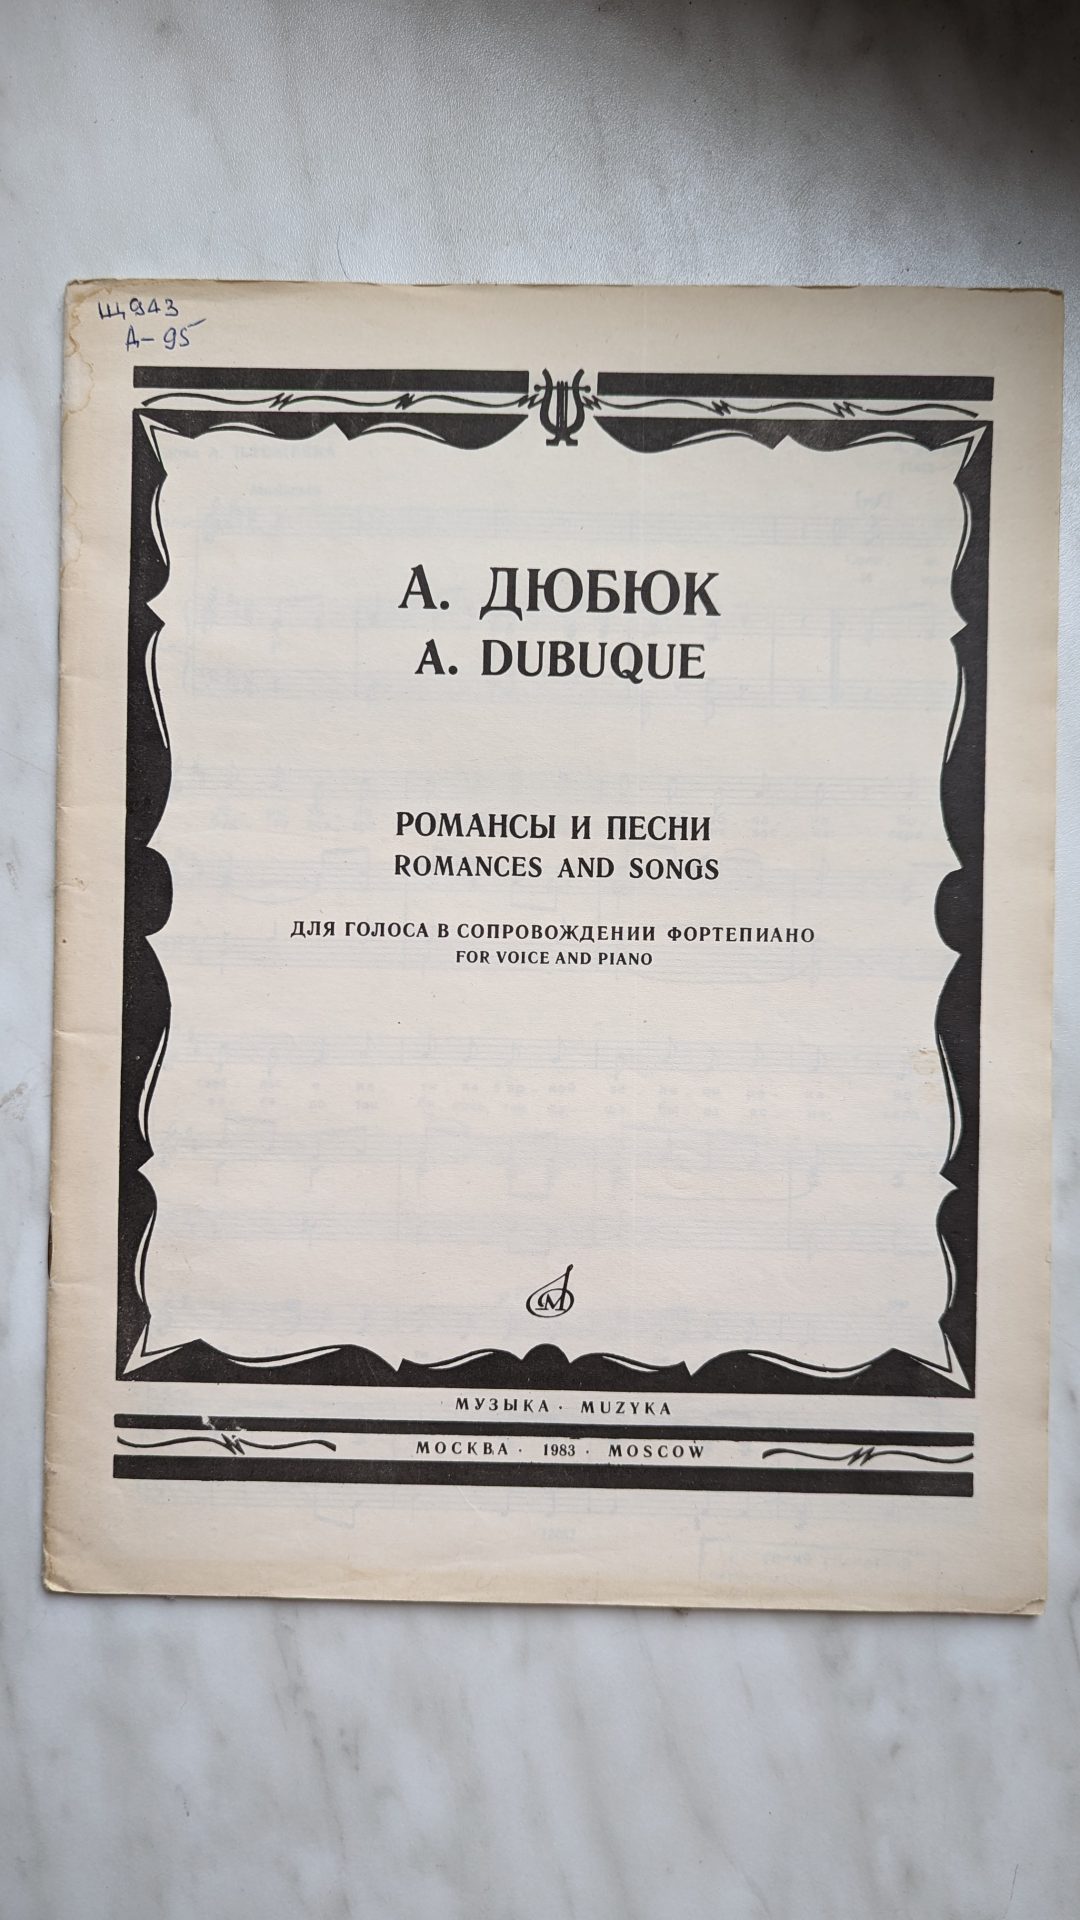 Щ943
Д-95
А. ДЮБЮК
A. DUBUQUE
РОМАНСЫ И ПЕСНИ
ROMANCES AND SONGS
ДЛЯ ГОЛОСА В СОПРОВОЖДЕНИИ ФОРТЕПИАНО
FOR VOICE AND PIANO
МУЗЫКА · MUZYKA
МОСКВА · 1983 · MOSCOW